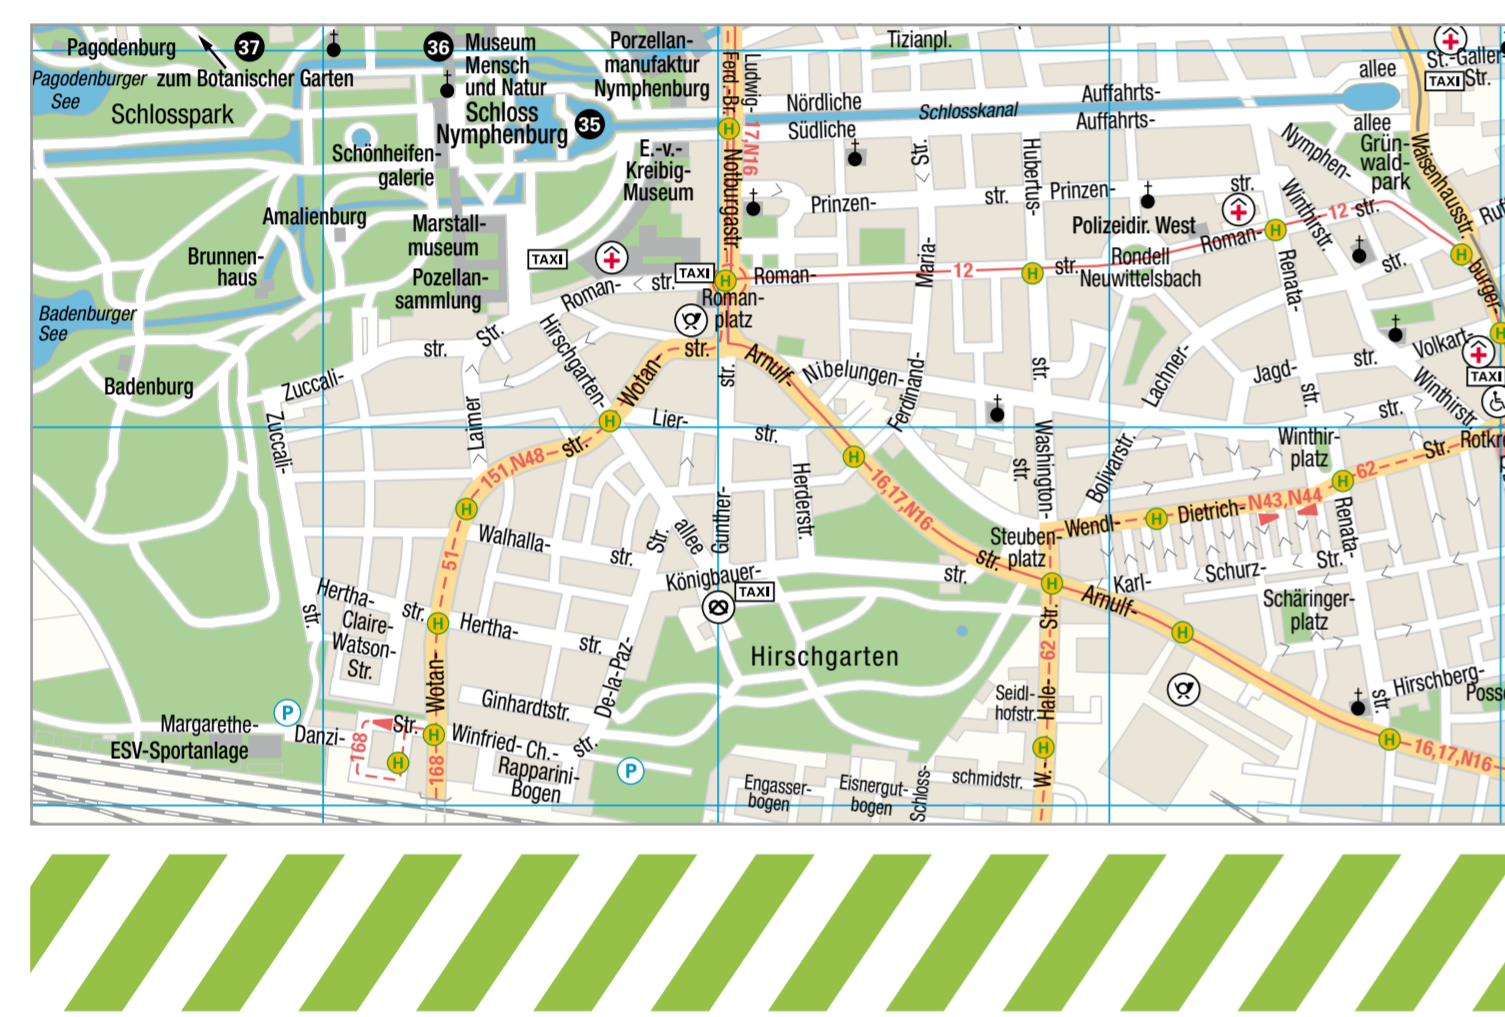 Pagodenburg
37
36
Museum
Mensch
und Natur
Porzellan-
manufaktur
Nymphenburg
Tizianpl.
St.-Galler-
Str.
TAXI
Pagodenburger
See
zum Botanischer Garten
Schlosspark
Schloss
Nymphenburg
35
Ferd.-Br.
Ludwig-
17,N16
Nördliche
Südliche
Schlosskanal
Auffahrts-
Auffahrts-
allee
allee
Schönheiten-
galerie
E.-v.-
Kreibig-
Museum
Notburgastr.
Str.
Hubertus-
Nymphen-
Grün-
wald-
park
Waisenhausstr.
Amalienburg
Marstall-
museum
Prinzen-
str.
Prinzen-
str.
Winthirstr.
12
str.
Ruf
Polizeidir. West
Brunnen-
haus
Pozellan-
sammlung
TAXI
TAXI
Roman-
str.
Roman-
Maria-
12
str.
Rondell
Neuwittelsbach
Roman-
Renata-
str.
burger-
Badenburger
See
Roman-
platz
Str.
str.
Hirschgarten-
Wotan-
str.
str.
Arnulf-
Nibelungen-
Ferdinand-
str.
Lachner-
Jagd-
str.
str.
Volkart-
TAXI
Winthirstr.
Badenburg
Zuccali-
Zuccali-
Laimer
Lier-
str.
str.
Washington-
str.
Bolivarstr.
Winthir-
platz
str.
Str.
Rotkr
151,N48
str.
Herderstr.
Gunther-
16,17,N16
62
N43,N44
Dietrich-
Wendl-
Renata-
Steuben-
platz
str.
str.
Walhalla-
str.
Str.
allee
51
Königbauer-
TAXI
Karl-
Schurz-
Str.
Schäringer-
platz
Arnulf-
Hertha-
str.
Claire-
Watson-
Str.
str.
Hertha-
str.
De-la-Paz-
str.
Hirschgarten
Str.
62
Hale-
W.-
Seidl-
hofstr.
Hirschberg-
str.
Posse
P
Margarethe-
Danzi-
Str.
ESV-Sportanlage
168
168
Wotan-
Ginhardtstr.
Winfried-
Ch.-
Rapparini-
Bogen
P
Engasser-
bogen
Eisnergut-
bogen
Schloss-
schmidstr.
16,17,N16